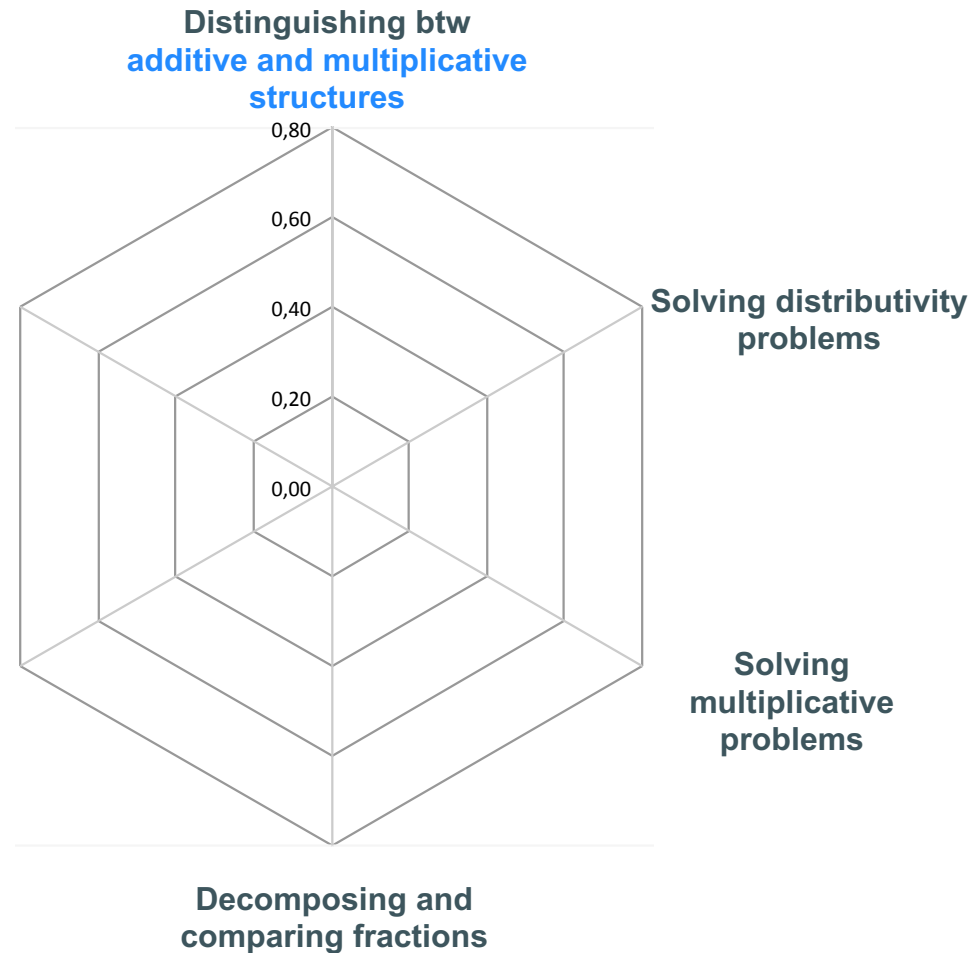 Distinguishing btw
additive and multiplicative
structures
0,80
0,60
0,40
0,20
0,00
Solving distributivity
problems
Solving
multiplicative
problems
Decomposing and
comparing fractions